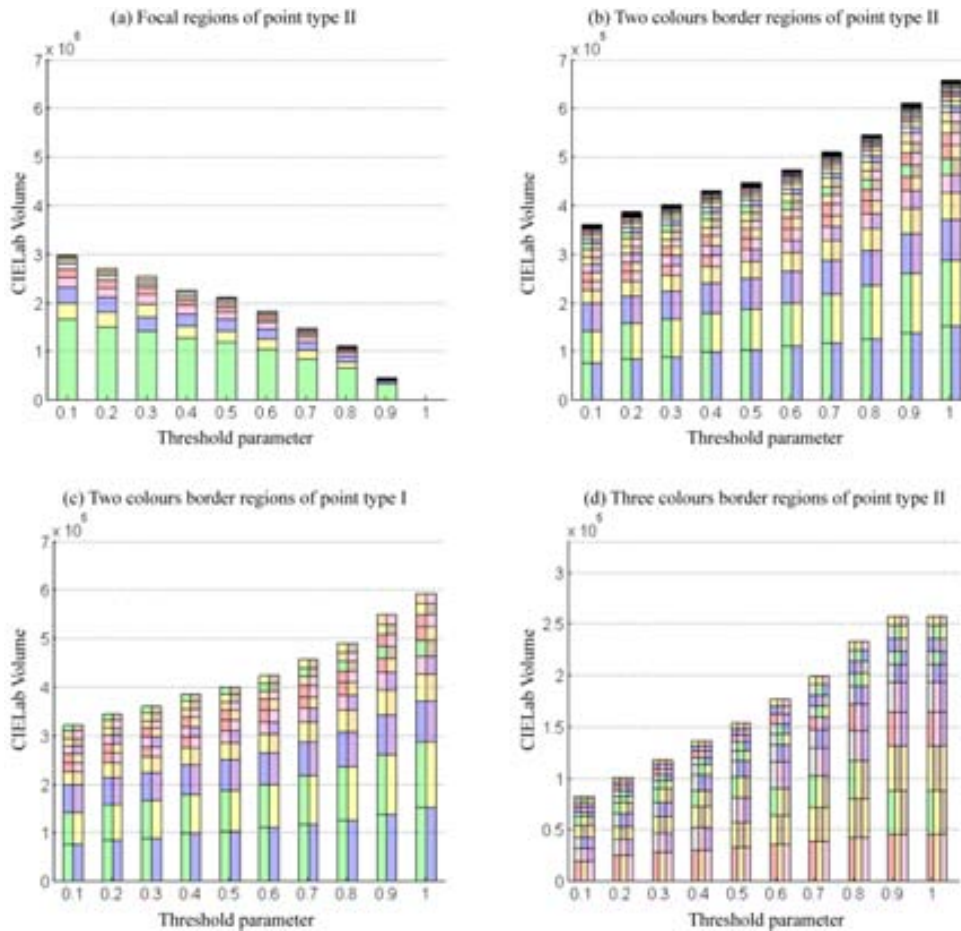 (a) Focal regions of point type II
× 10⁶
7
6
5
4
3
2
1
0
CIELab Volume
0.1 0.2 0.3 0.4 0.5 0.6 0.7 0.8 0.9 1
Threshold parameter
(b) Two colours border regions of point type II
× 10⁶
7
6
5
4
3
2
1
0
CIELab Volume
0.1 0.2 0.3 0.4 0.5 0.6 0.7 0.8 0.9 1
Threshold parameter
(c) Two colours border regions of point type I
× 10⁶
7
6
5
4
3
2
1
0
CIELab Volume
0.1 0.2 0.3 0.4 0.5 0.6 0.7 0.8 0.9 1
Threshold parameter
(d) Three colours border regions of point type II
× 10⁶
3
2.5
2
1.5
1
0.5
0
CIELab Volume
0.1 0.2 0.3 0.4 0.5 0.6 0.7 0.8 0.9 1
Threshold parameter